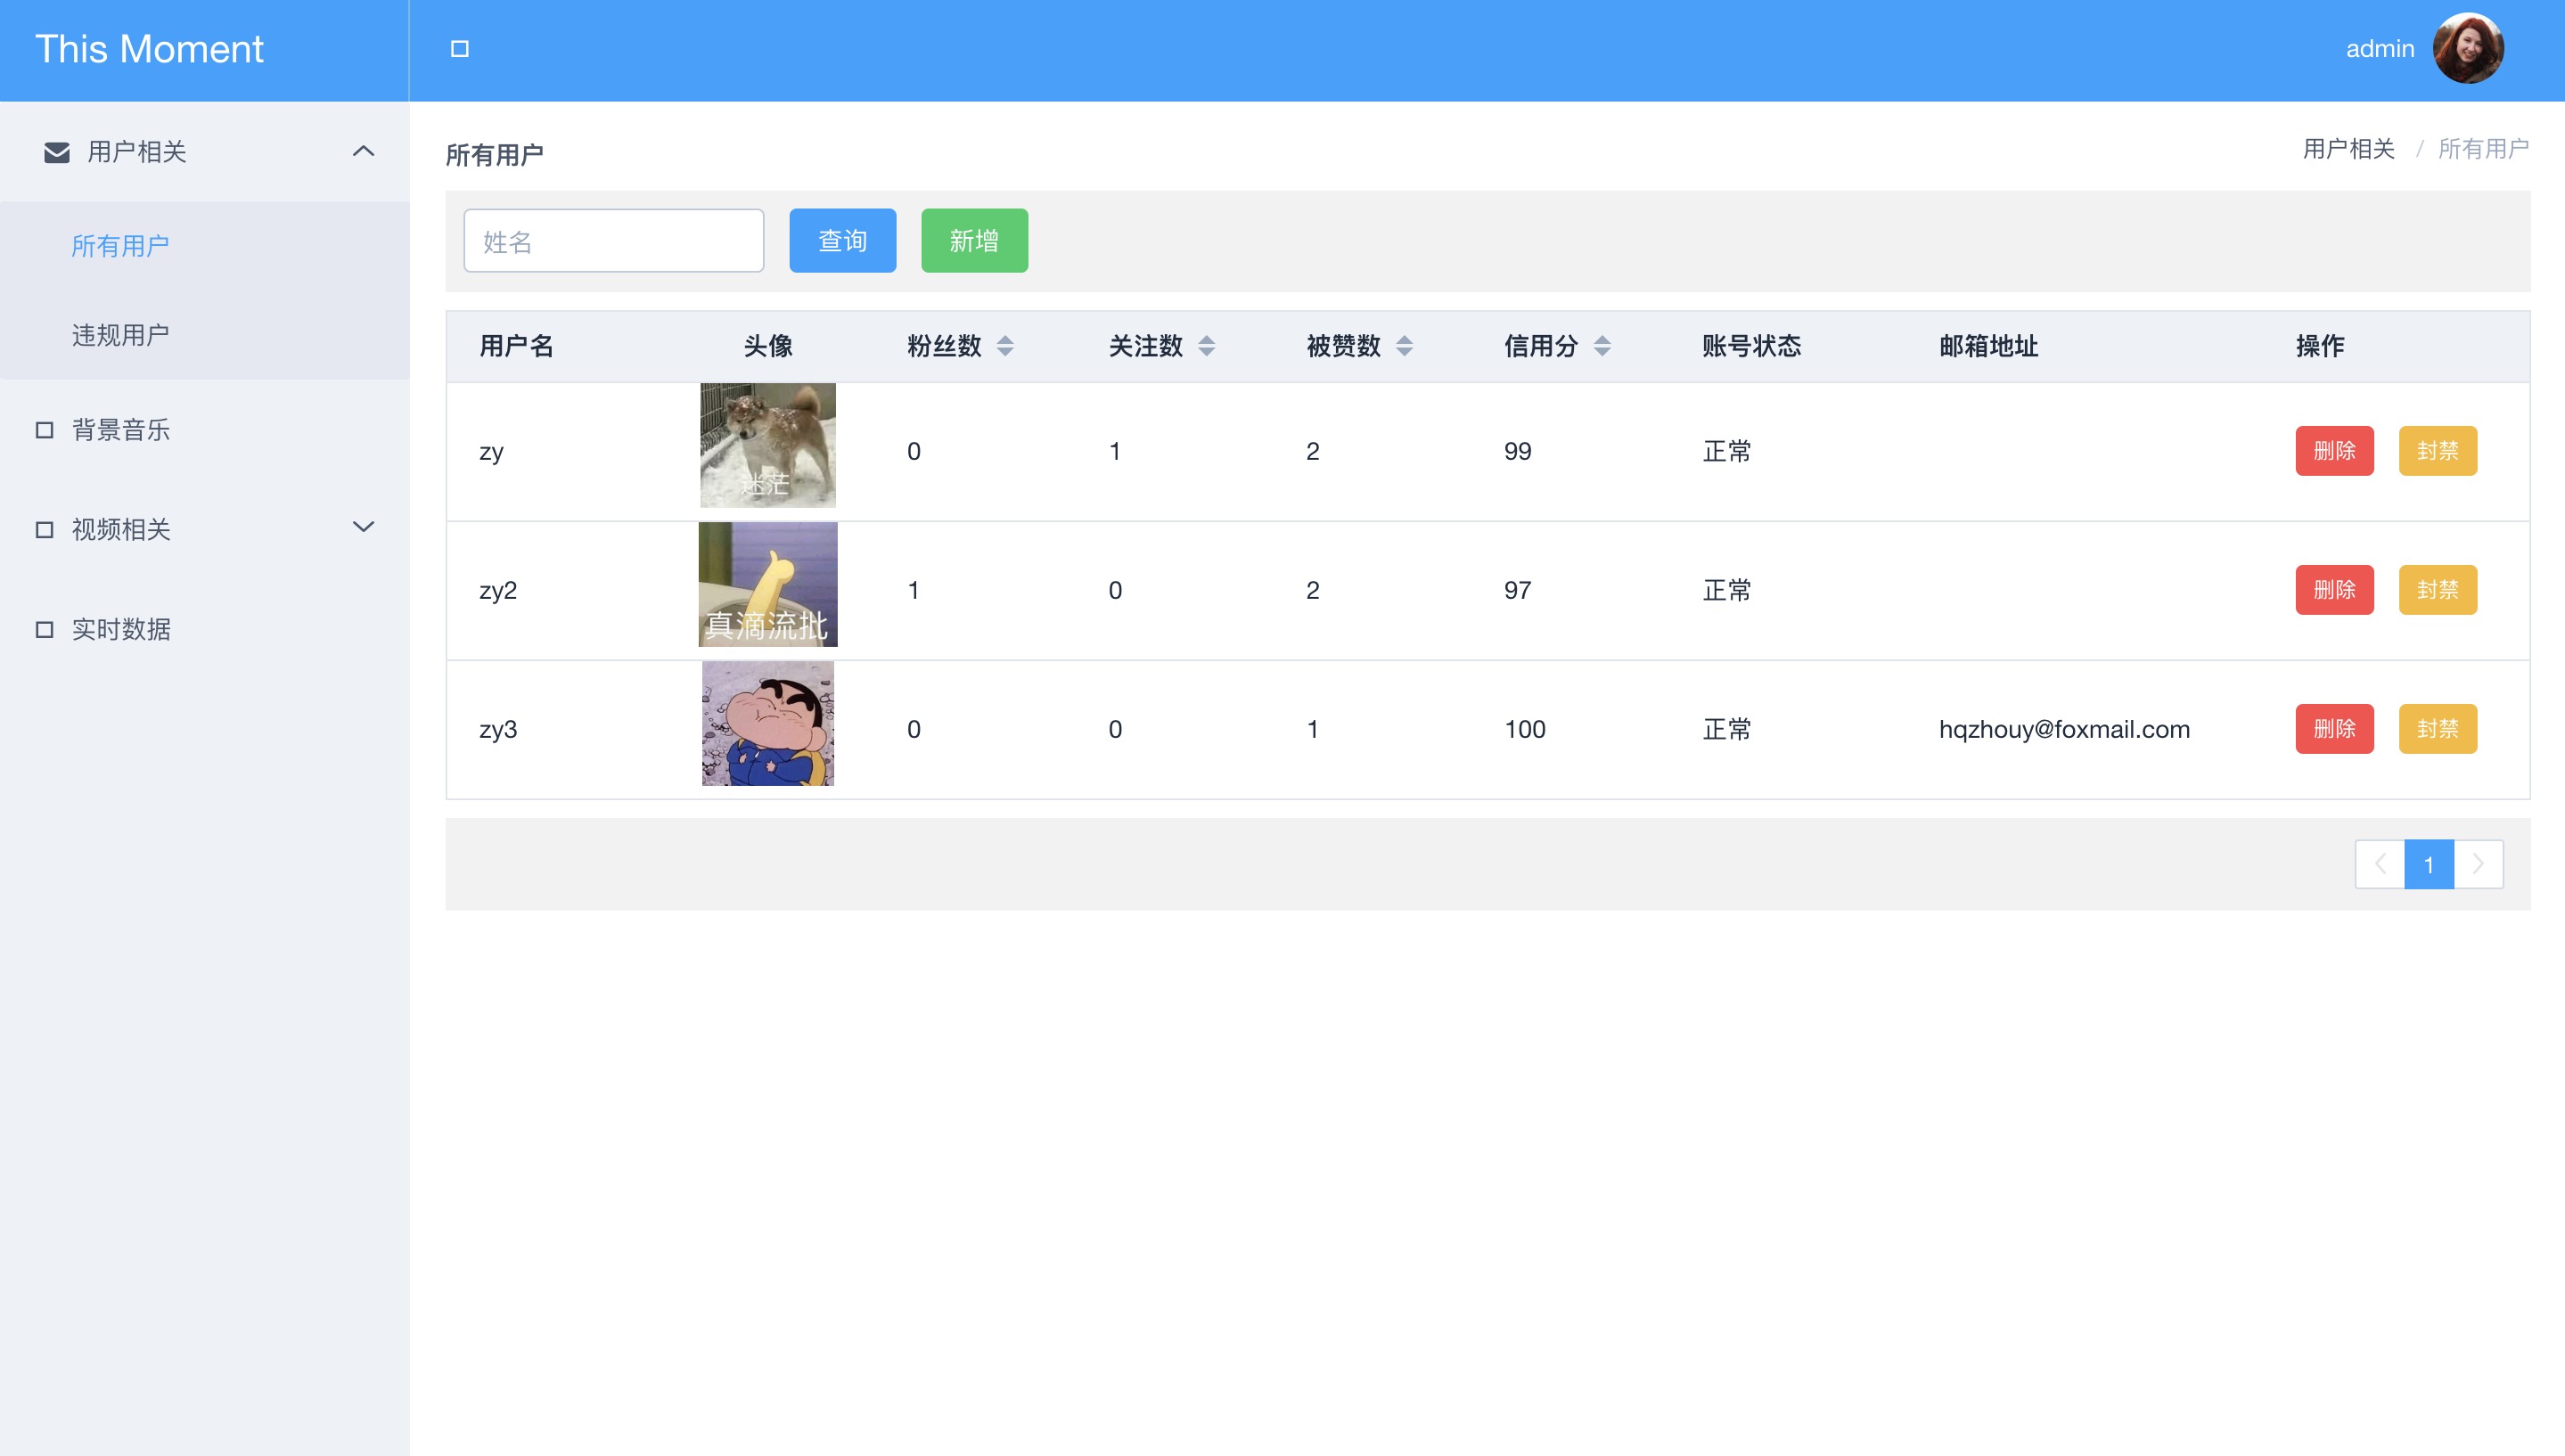 This Moment
admin
用户相关
所有用户
违规用户
背景音乐
视频相关
实时数据
所有用户
用户相关 / 所有用户
姓名 查询 新增
用户名 头像 粉丝数 关注数 被赞数 信用分 账号状态 邮箱地址 操作
zy 迷茫 0 1 2 99 正常 删除 封禁
zy2 真滴流批 1 0 2 97 正常 删除 封禁
zy3 0 0 1 100 正常 hqzhouy@foxmail.com 删除 封禁
1